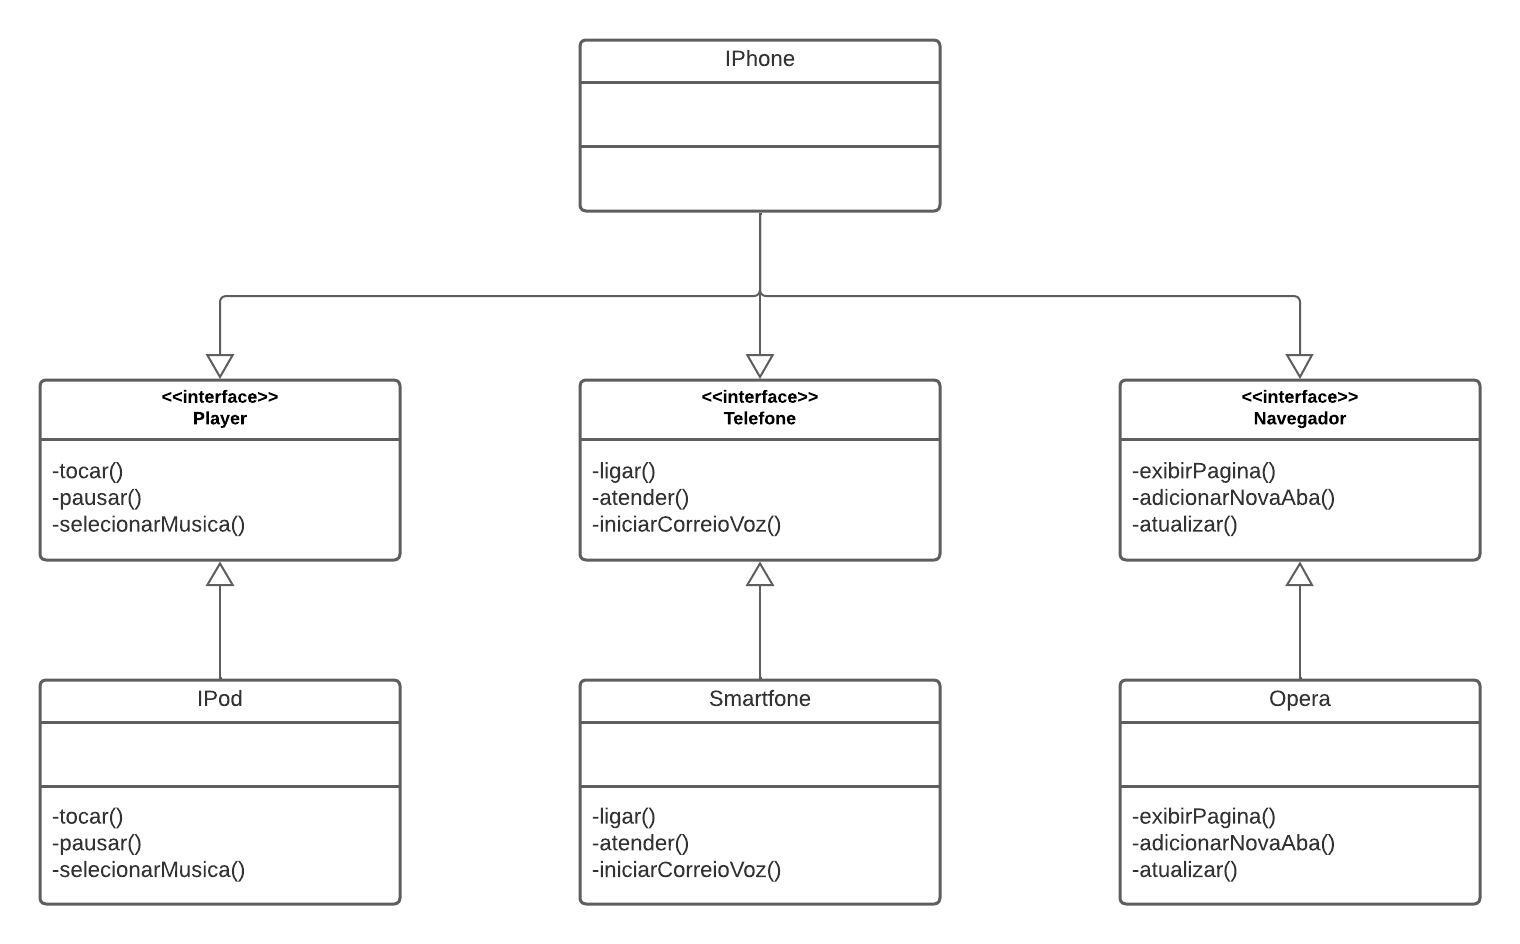 IPhone
<<interface>>
Player
-tocar()
-pausar()
-selecionarMusica()
<<interface>>
Telefone
-ligar()
-atender()
-iniciarCorreioVoz()
<<interface>>
Navegador
-exibirPagina()
-adicionarNovaAba()
-atualizar()
IPod
-tocar()
-pausar()
-selecionarMusica()
Smartfone
-ligar()
-atender()
-iniciarCorreioVoz()
Opera
-exibirPagina()
-adicionarNovaAba()
-atualizar()